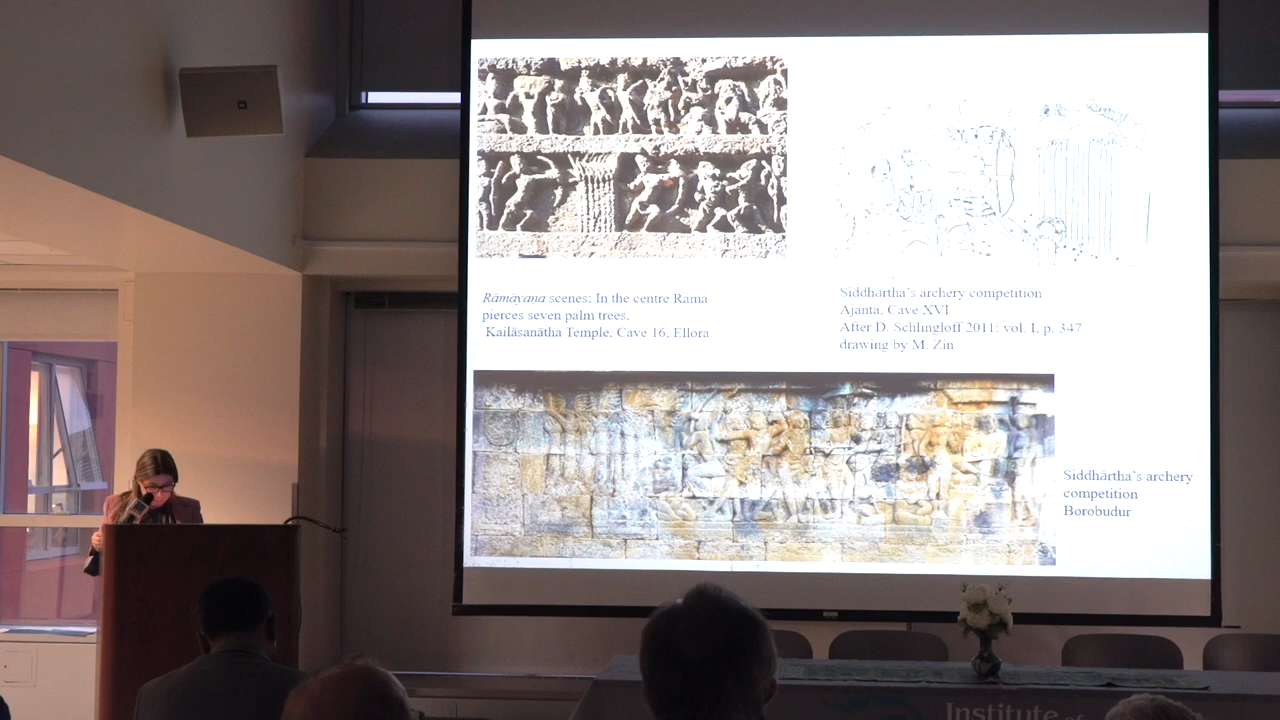 Rāmāyaṇa scenes: In the centre Rama
pierces seven palm trees.
Kailāsanātha Temple, Cave 16, Ellora
Siddhārtha's archery competition
Ajanta, Cave XVI
After D. Schlingloff 2011: vol. I, p. 347
drawing by M. Zin
Siddhārtha's archery
competition
Borobudur
Institute of